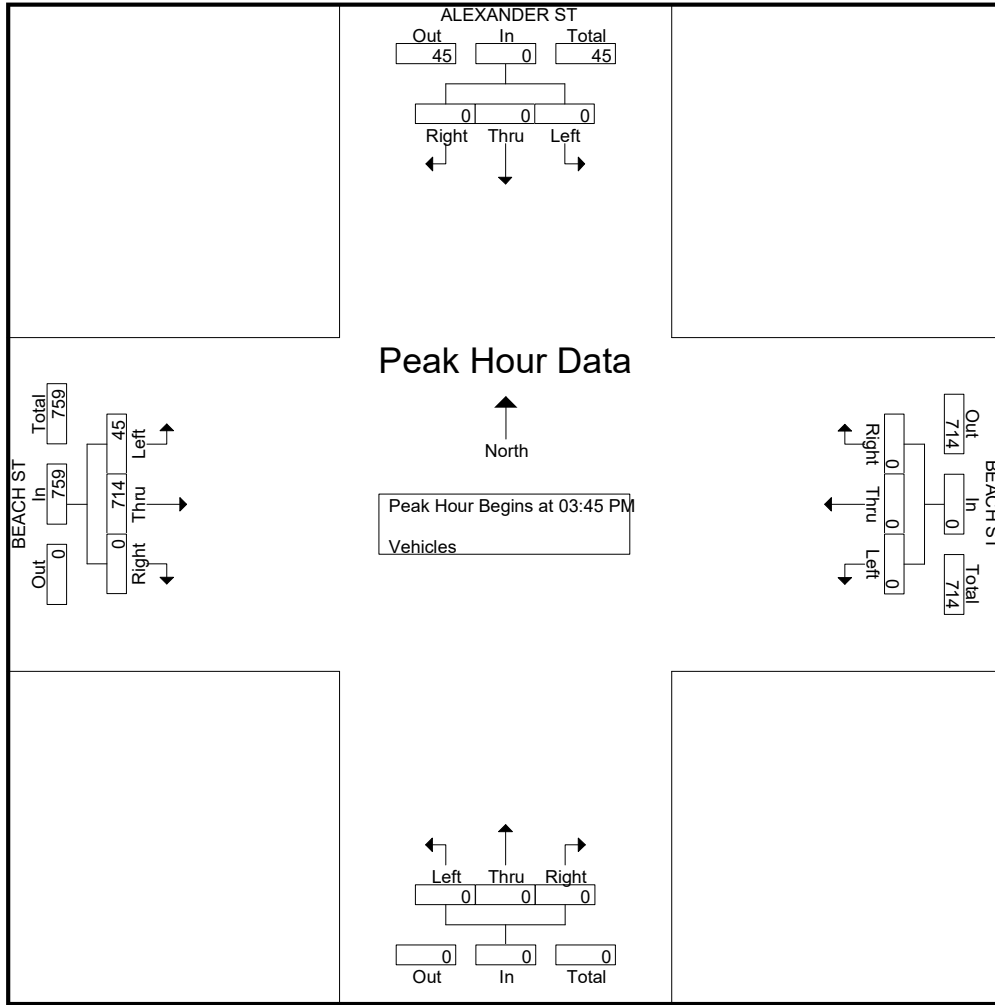 ALEXANDER ST
Out In Total
45 0 45
0 0 0
Right Thru Left
Peak Hour Data
North
Peak Hour Begins at 03:45 PM
Vehicles
BEACH ST
Out In Total
0 759 759
Right Thru Left
0 714 45
BEACH ST
Out In Total
714 0 714
Right Thru Left
0 0 0
Left Thru Right
0 0 0
0 0 0
Out In Total